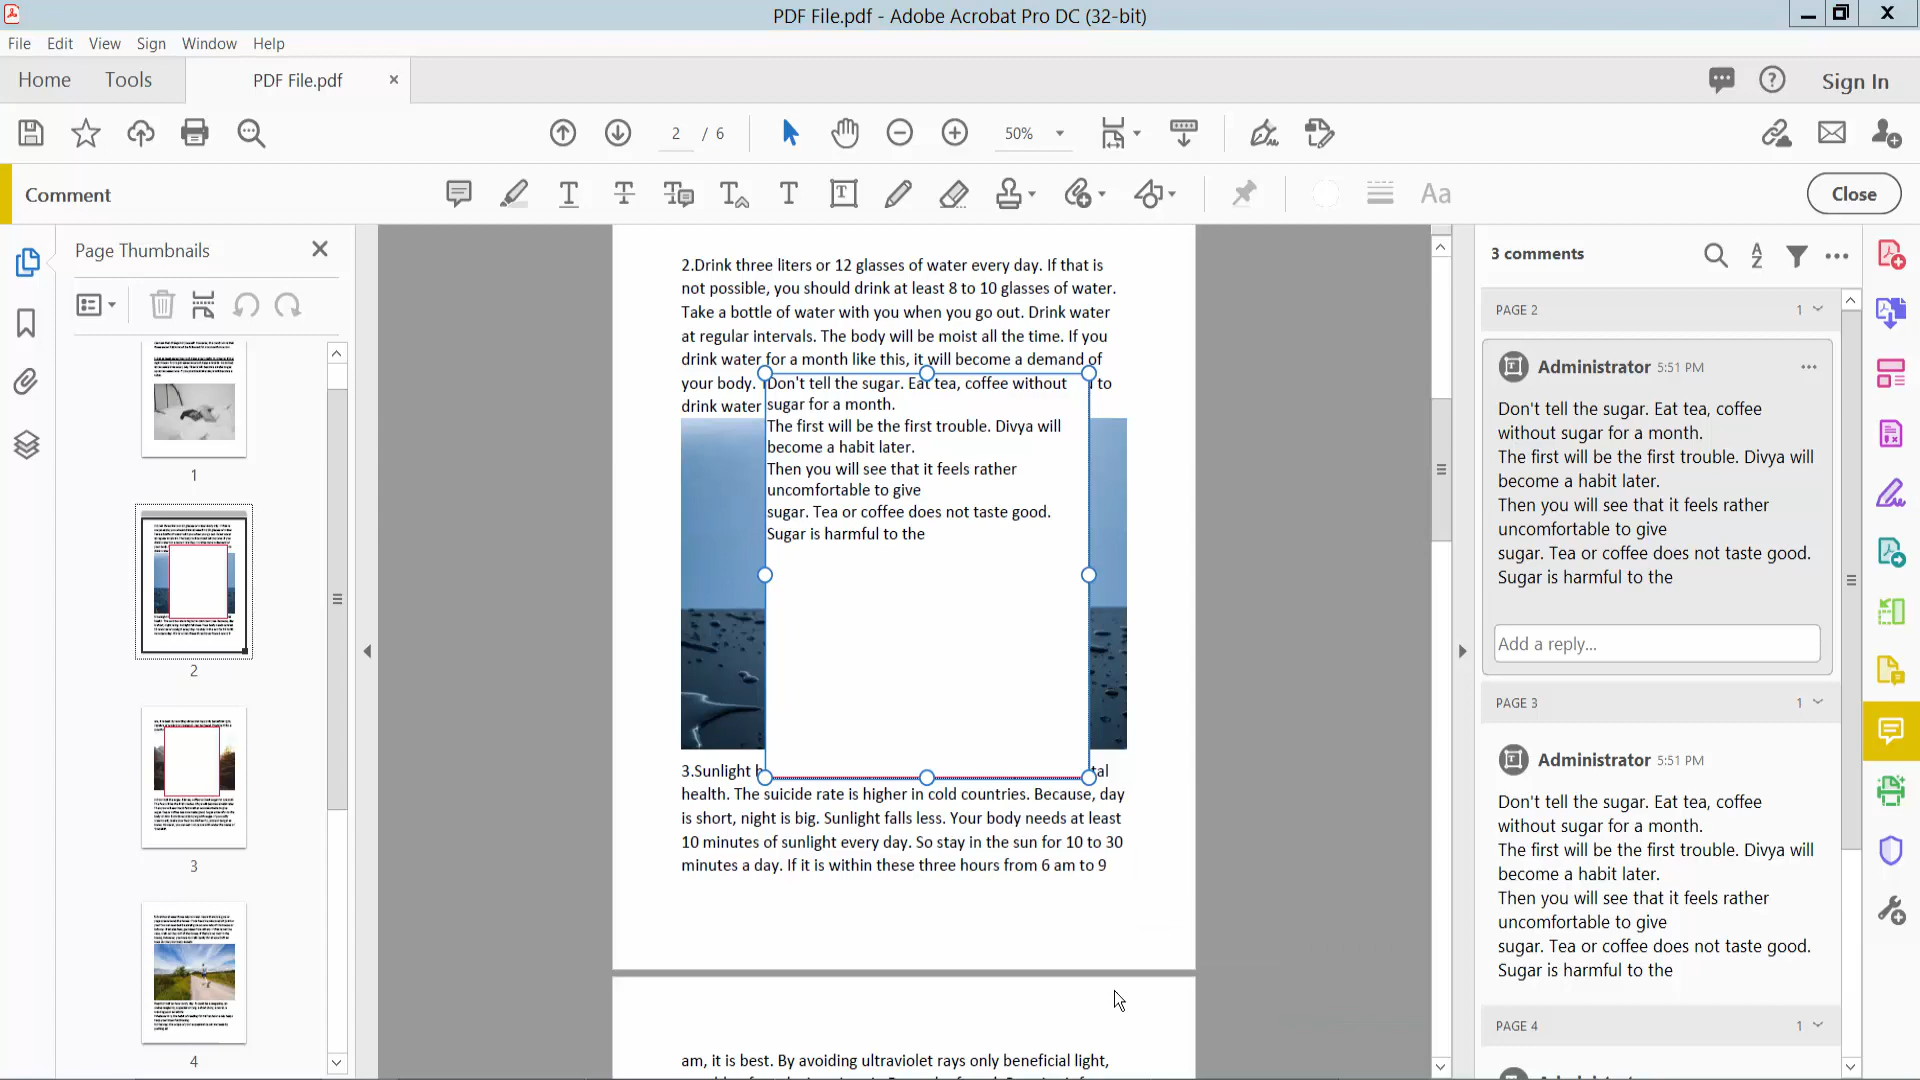 PDF File.pdf - Adobe Acrobat Pro DC (32-bit)
File Edit View Sign Window Help
Home Tools PDF File.pdf Sign In
2 / 6 50%
Comment Aa Close
Page Thumbnails
1
2
3
4
2.Drink three liters or 12 glasses of water every day. If that is
not possible, you should drink at least 8 to 10 glasses of water.
Take a bottle of water with you when you go out. Drink water
at regular intervals. The body will be moist all the time. If you
drink water for a month like this, it will become a demand of
your body. to
drink water
Don't tell the sugar. Eat tea, coffee without
sugar for a month.
The first will be the first trouble. Divya will
become a habit later.
Then you will see that it feels rather
uncomfortable to give
sugar. Tea or coffee does not taste good.
Sugar is harmful to the
3.Sunlight
health. The suicide rate is higher in cold countries. Because, day
is short, night is big. Sunlight falls less. Your body needs at least
10 minutes of sunlight every day. So stay in the sun for 10 to 30
minutes a day. If it is within these three hours from 6 am to 9
am, it is best. By avoiding ultraviolet rays only beneficial light,
3 comments
PAGE 2 1
Administrator 5:51 PM
Don't tell the sugar. Eat tea, coffee
without sugar for a month.
The first will be the first trouble. Divya will
become a habit later.
Then you will see that it feels rather
uncomfortable to give
sugar. Tea or coffee does not taste good.
Sugar is harmful to the
Add a reply...
PAGE 3 1
Administrator 5:51 PM
Don't tell the sugar. Eat tea, coffee
without sugar for a month.
The first will be the first trouble. Divya will
become a habit later.
Then you will see that it feels rather
uncomfortable to give
sugar. Tea or coffee does not taste good.
Sugar is harmful to the
PAGE 4 1